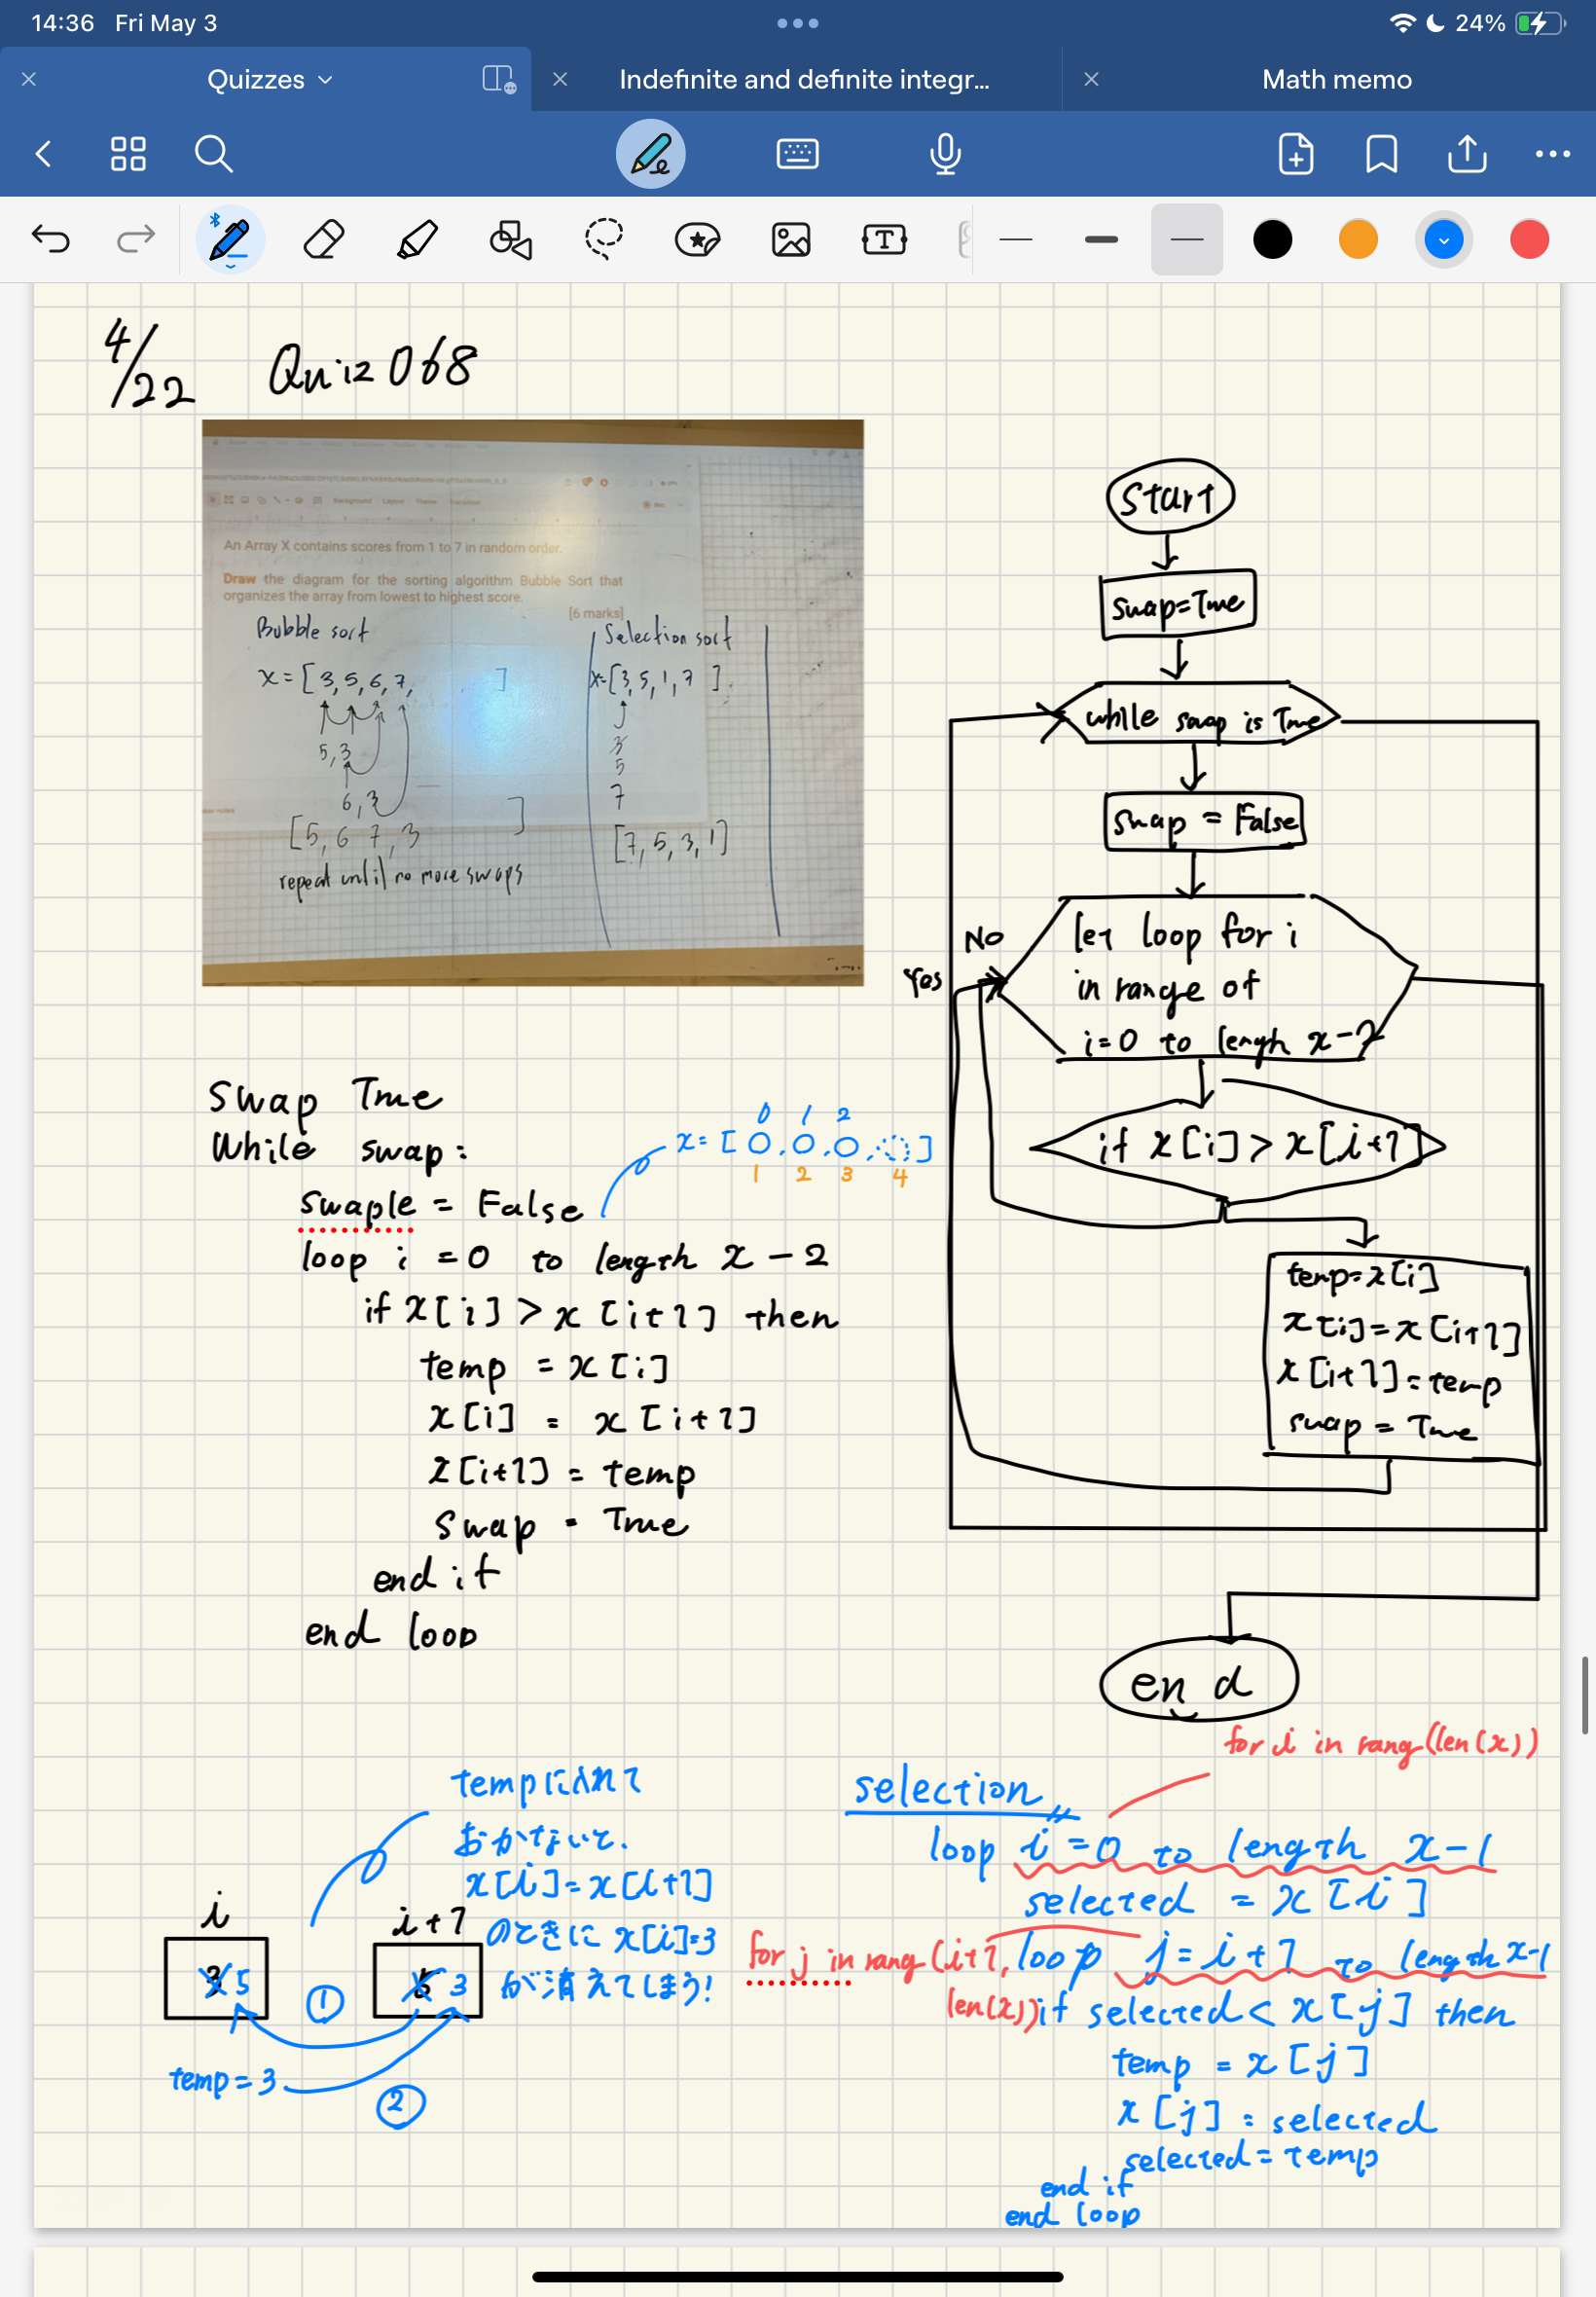 14:36 Fri May 3
24%
Quizzes
Indefinite and definite integr...
Math memo
4/22 Quiz 068
An Array X contains scores from 1 to 7 in random order.
Draw the diagram for the sorting algorithm Bubble Sort that
organizes the array from lowest to highest score.
[6 marks]
Bubble sort
x = [3, 5, 6, 7, ]
5, 3
6, 3
[5, 6 7, 3 ]
repeat until no more swaps
Selection sort
x=[3, 5, 1, 7 ]
3
5
7
[7, 5, 3, 1]
Start
swap=True
while swap is True
swap = False
No
Yes
let loop for i
in range of
i=0 to lengh x-2
if x[i] > x[i+1]
temp=x[i]
x[i]=x[i+1]
x[i+1]=temp
swap = True
end
Swap True
While swap:
swaple = False
loop i =0 to length x-2
if x[i] > x[i+1] then
temp = x[i]
x[i] = x[i+1]
x[i+1] = temp
swap = True
end if
end loop
0 1 2
x= [ O, O, O, O ]
1 2 3 4
tempに入れて
おかないと、
x[i]=x[i+1]
のときに x[i]=3
が消えてしまう!
i
i+1
3 5
5 3
①
temp=3
②
for i in rang(len(x))
selection
loop i=0 to length x-1
selected = x[i]
for j in rang(i+1,
len(x))
loop j=i+1 to length x-1
if selected < x[j] then
temp = x[j]
x[j] = selected
selected = temp
end if
end loop